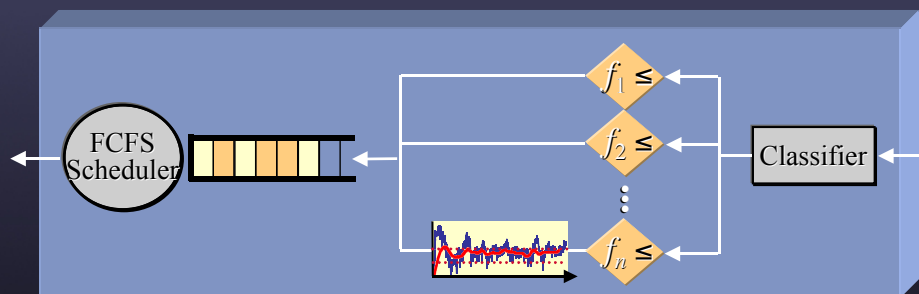 f1 ≤
FCFS
Scheduler
f2 ≤
Classifier
fn ≤